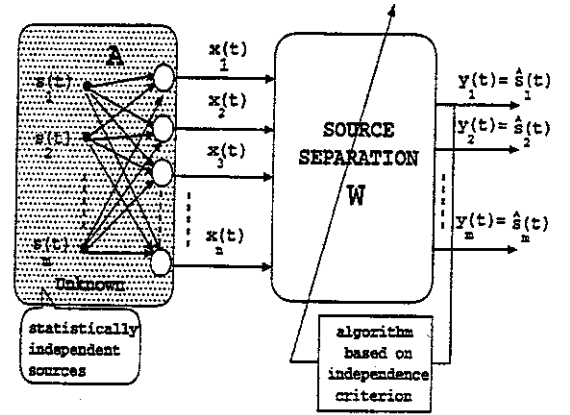 A
s(t)
1
s(t)
2
s(t)
m
Unknown
statistically
independent
sources
x(t)
1
x(t)
2
x(t)
3
x(t)
n
SOURCE
SEPARATION
W
y(t)= ŝ(t)
1 1
y(t)= ŝ(t)
2 2
y(t)= ŝ(t)
m m
algorithm
based on
independence
criterion